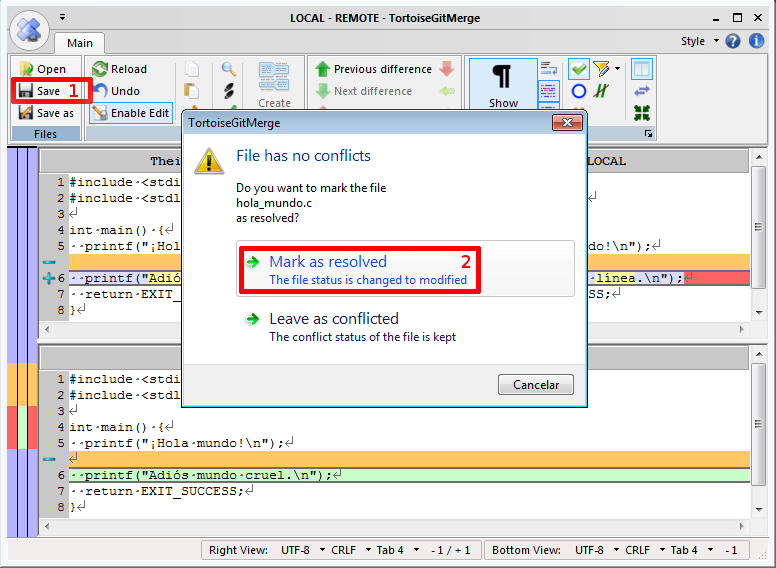 LOCAL - REMOTE - TortoiseGitMerge
Main
Style
Open
Save 1
Save as
Files
Reload
Undo
Enable Edit
Create
Previous difference
Next difference
Show
TortoiseGitMerge
File has no conflicts
Do you want to mark the file
hola_mundo.c
as resolved?
Mark as resolved 2
The file status is changed to modified
Leave as conflicted
The conflict status of the file is kept
Cancelar
Thei
LOCAL
1 #include·<stdi
2 #include·<stdl
3 ↵
4 int·main()·{↵
5 ··printf("¡Hol do!\n");↵
6 ··printf("Adiós línea.\n");↵
7 ··return·EXIT_ SS;↵
8 }↵
1 #include·<stdi
2 #include·<stdl
3 ↵
4 int·main()·{↵
5 ··printf("¡Hola·mundo!\n");↵
↵
6 ··printf("Adiós·mundo·cruel.\n");↵
7 ··return·EXIT_SUCCESS;↵
8 }↵
Right View: UTF-8 CRLF Tab 4 - 1 / + 1 Bottom View: UTF-8 CRLF Tab 4 - 1